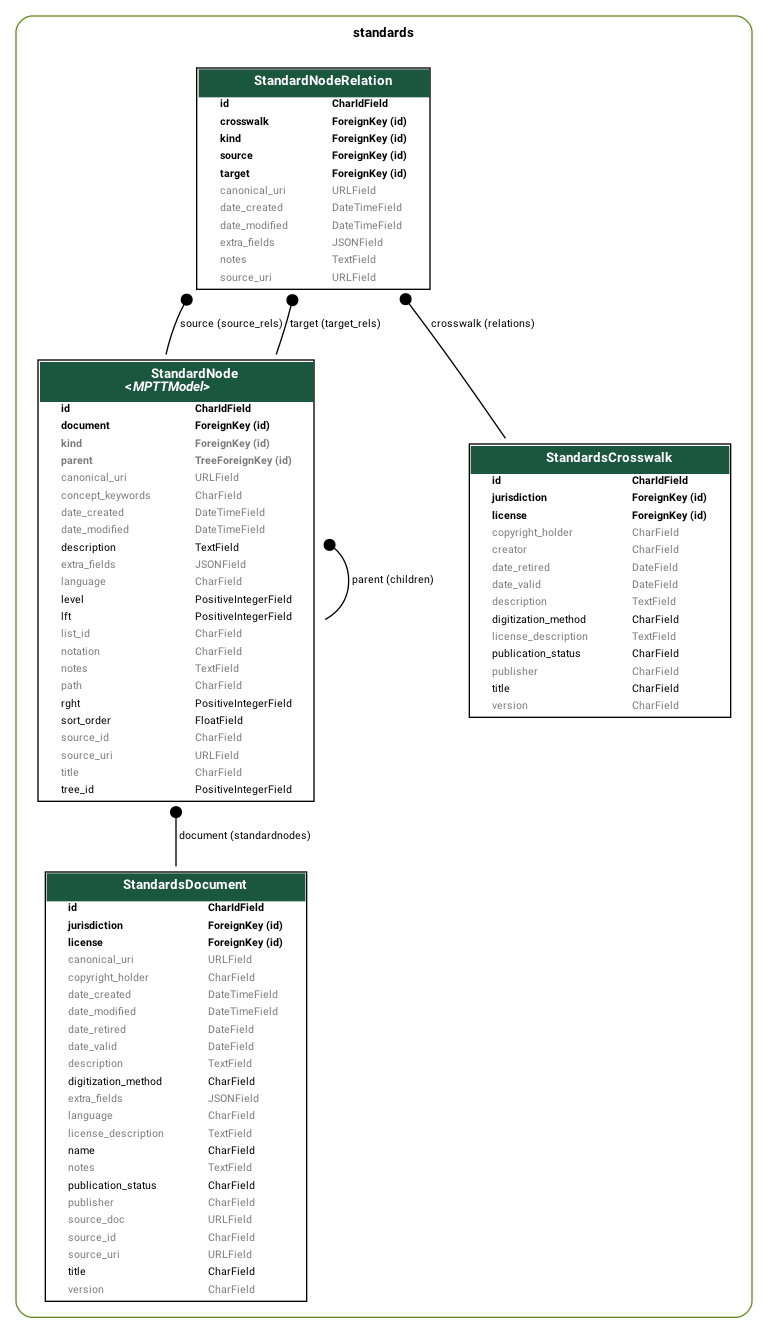 standards
StandardNodeRelation
id CharIdField
crosswalk ForeignKey (id)
kind ForeignKey (id)
source ForeignKey (id)
target ForeignKey (id)
canonical_uri URLField
date_created DateTimeField
date_modified DateTimeField
extra_fields JSONField
notes TextField
source_uri URLField
source (source_rels) target (target_rels) crosswalk (relations)
StandardNode
<MPTTModel>
id CharIdField
document ForeignKey (id)
kind ForeignKey (id)
parent TreeForeignKey (id)
canonical_uri URLField
concept_keywords CharField
date_created DateTimeField
date_modified DateTimeField
description TextField
extra_fields JSONField
language CharField
level PositiveIntegerField
lft PositiveIntegerField
list_id CharField
notation CharField
notes TextField
path CharField
rght PositiveIntegerField
sort_order FloatField
source_id CharField
source_uri URLField
title CharField
tree_id PositiveIntegerField
parent (children)
StandardsCrosswalk
id CharIdField
jurisdiction ForeignKey (id)
license ForeignKey (id)
copyright_holder CharField
creator CharField
date_retired DateField
date_valid DateField
description TextField
digitization_method CharField
license_description TextField
publication_status CharField
publisher CharField
title CharField
version CharField
document (standardnodes)
StandardsDocument
id CharIdField
jurisdiction ForeignKey (id)
license ForeignKey (id)
canonical_uri URLField
copyright_holder CharField
date_created DateTimeField
date_modified DateTimeField
date_retired DateField
date_valid DateField
description TextField
digitization_method CharField
extra_fields JSONField
language CharField
license_description TextField
name CharField
notes TextField
publication_status CharField
publisher CharField
source_doc URLField
source_id CharField
source_uri URLField
title CharField
version CharField